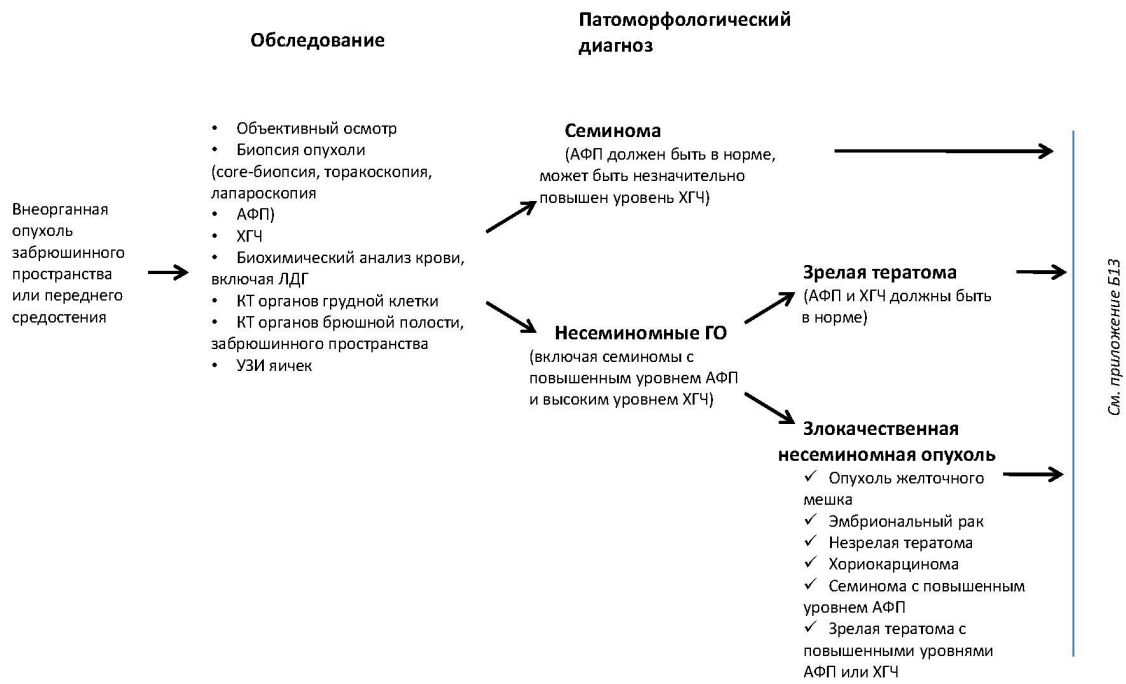 Обследование
Патоморфологический
диагноз
Внеорганная
опухоль
забрюшинного
пространства
или переднего
средостения
• Объективный осмотр
• Биопсия опухоли
(core-биопсия, торакоскопия,
лапароскопия
• АФП)
• ХГЧ
• Биохимический анализ крови,
включая ЛДГ
• КТ органов грудной клетки
• КТ органов брюшной полости,
забрюшинного пространства
• УЗИ яичек
Семинома
(АФП должен быть в норме,
может быть незначительно
повышен уровень ХГЧ)
Несеминомные ГО
(включая семиномы с
повышенным уровнем АФП
и высоким уровнем ХГЧ)
Зрелая тератома
(АФП и ХГЧ должны быть
в норме)
Злокачественная
несеминомная опухоль
✓ Опухоль желточного
мешка
✓ Эмбриональный рак
✓ Незрелая тератома
✓ Хориокарцинома
✓ Семинома с повышенным
уровнем АФП
✓ Зрелая тератома с
повышенными уровнями
АФП или ХГЧ
См. приложение Б13